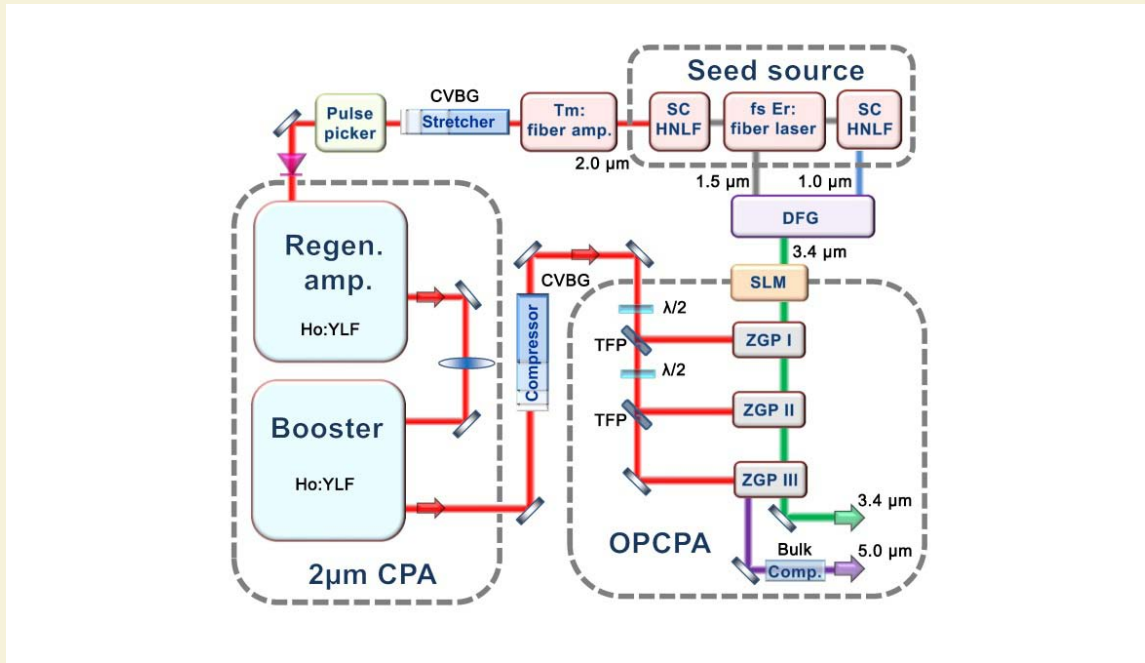 Seed source
CVBG
Pulse
picker
Stretcher
Tm:
fiber amp.
SC
HNLF
fs Er:
fiber laser
SC
HNLF
2.0 µm
1.5 µm
1.0 µm
DFG
3.4 µm
SLM
Regen.
amp.
Ho:YLF
CVBG
Compressor
λ/2
TFP
ZGP I
λ/2
TFP
ZGP II
ZGP III
Booster
Ho:YLF
2µm CPA
OPCPA
3.4 µm
Bulk
Comp.
5.0 µm